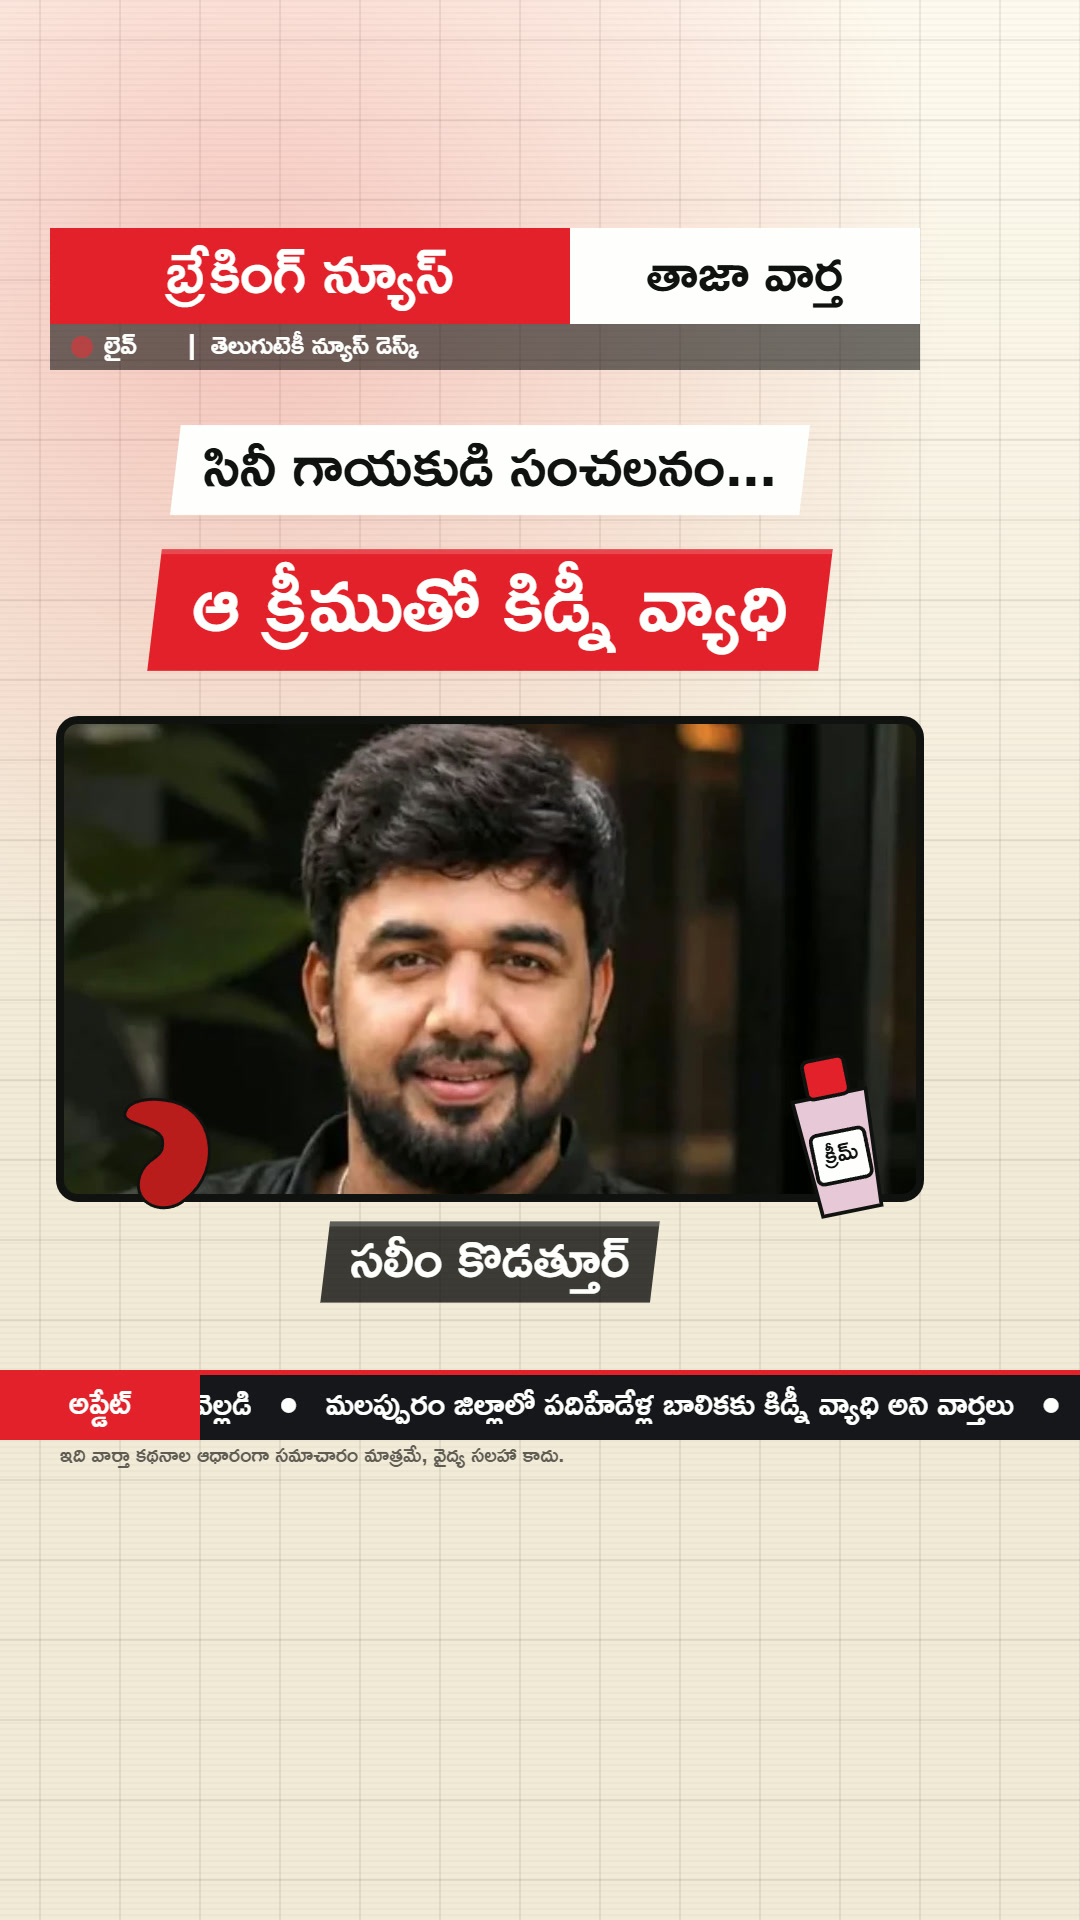 బ్రేకింగ్ న్యూస్
తాజా వార్త
లైవ్ | తెలుగుటెకీ న్యూస్ డెస్క్
సినీ గాయకుడి సంచలనం...
ఆ క్రీముతో కిడ్నీ వ్యాధి
క్రీమ్
సలీం కొడత్తూర్
అప్డేట్
● మలప్పురం జిల్లాలో పదిహేడేళ్ల బాలికకు కిడ్నీ వ్యాధి అని వార్తలు ●
ఇది వార్తా కథనాల ఆధారంగా సమాచారం మాత్రమే, వైద్య సలహా కాదు.